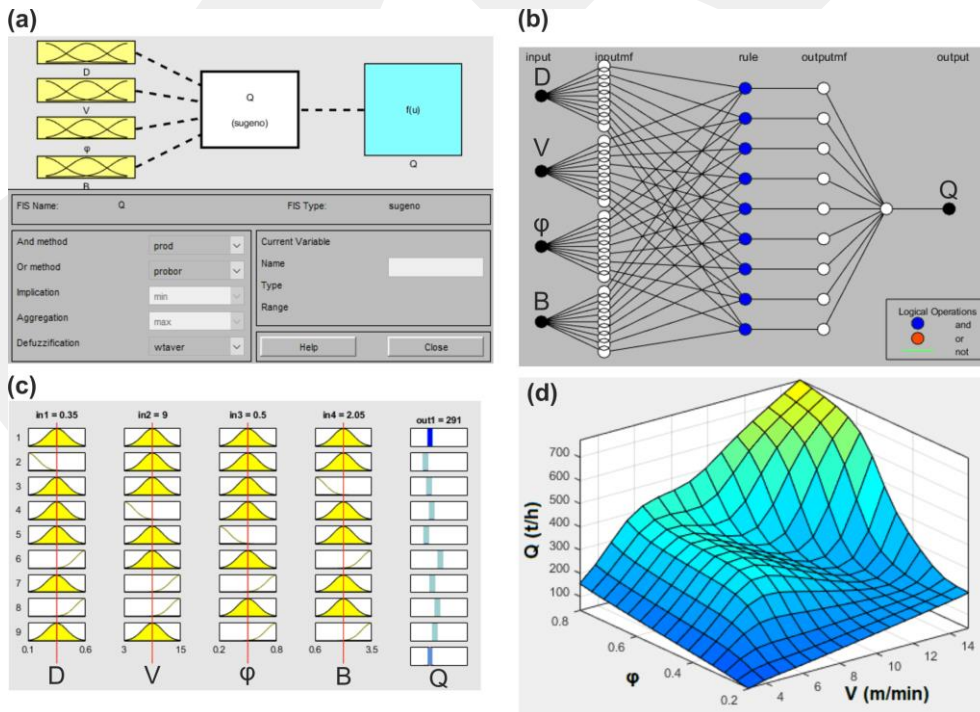 (a)
D
V
φ
B
Q
(sugeno)
f(u)
Q
FIS Name: Q FIS Type: sugeno
And method prod
Or method probor
Implication min
Aggregation max
Defuzzification wtaver
Current Variable
Name
Type
Range
Help Close
(b)
input inputmf rule outputmf output
D
V
φ
B
Q
Logical Operations
and
or
not
(c)
in1 = 0.35 in2 = 9 in3 = 0.5 in4 = 2.05 out1 = 291
1
2
3
4
5
6
7
8
9
0.1 0.6 3 15 0.2 0.8 0.6 3.5
D V φ B Q
(d)
Q (t/h)
700
600
500
400
300
200
100
0.8
0.6
0.4
0.2
φ
4 6 8 10 12 14
V (m/min)